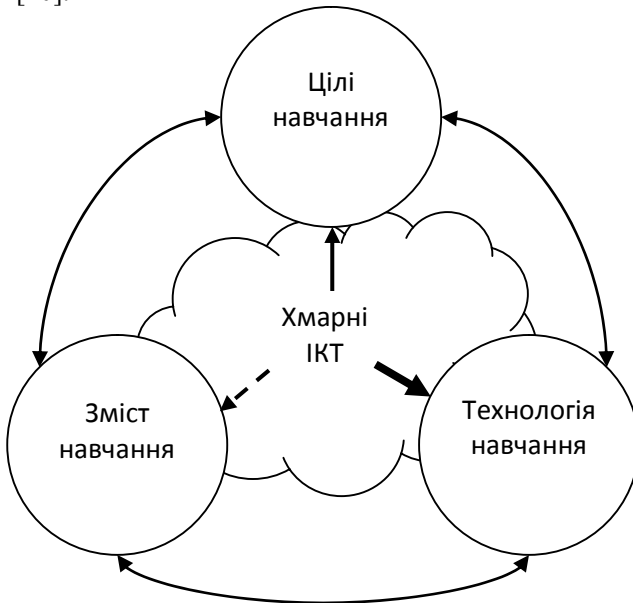 Цілі
навчання
Хмарні
ІКТ
Зміст
навчання
Технологія
навчання